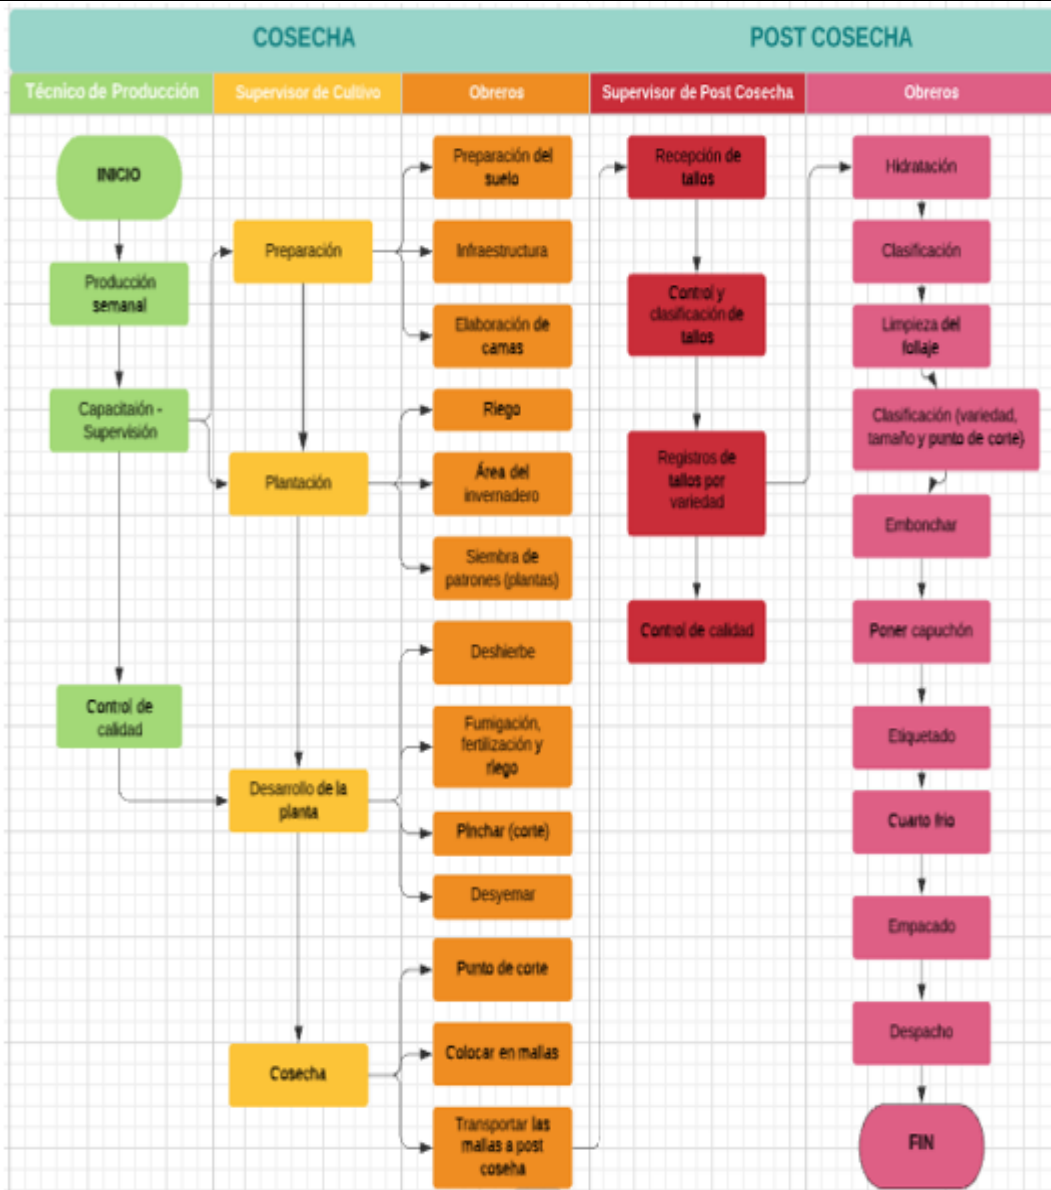 COSECHA
POST COSECHA
Técnico de Producción
Supervisor de Cultivo
Obreros
Supervisor de Post Cosecha
Obreros
INICIO
Producción
semanal
Capacitaión -
Supervisión
Control de
calidad
Preparación
Plantación
Desarrollo de la
planta
Cosecha
Preparación del
suelo
Infraestructura
Elaboración de
camas
Riego
Área del
invernadero
Siembra de
patrones (plantas)
Deshierbe
Fumigación,
fertilización y
riego
Pinchar (corte)
Desyemar
Punto de corte
Colocar en mallas
Transportar las
mallas a post
coseha
Recepción de
tallos
Control y
clasificación de
tallos
Registros de
tallos por
variedad
Control de calidad
Hidratación
Clasificación
Limpieza del
follaje
Clasificación (variedad,
tamaño y punto de corte)
Embonchar
Poner capuchón
Etiquetado
Cuarto frio
Empacado
Despacho
FIN